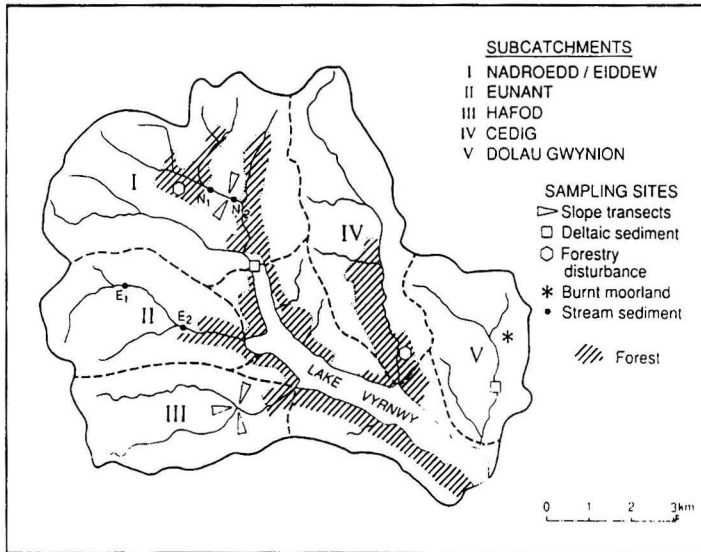 SUBCATCHMENTS
I NADROEDD / EIDDEW
II EUNANT
III HAFOD
IV CEDIG
V DOLAU GWYNION
SAMPLING SITES
Slope transects
Deltaic sediment
Forestry
disturbance
* Burnt moorland
Stream sediment
Forest
I
N1
N2
IV
E1
E2
II
V
III
LAKE VYRNWY
0 1 2 3km